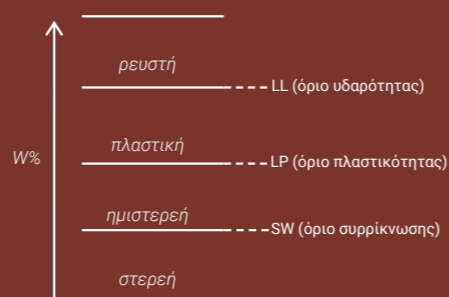 ρευστή
LL (όριο υδαρότητας)
πλαστική
W%
LP (όριο πλαστικότητας)
ημιστερεή
SW (όριο συρρίκνωσης)
στερεή